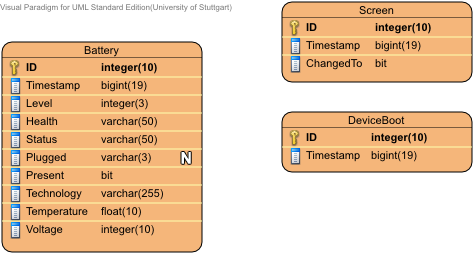 Visual Paradigm for UML Standard Edition(University of Stuttgart)
Battery
ID integer(10)
Timestamp bigint(19)
Level integer(3)
Health varchar(50)
Status varchar(50)
Plugged varchar(3) N
Present bit
Technology varchar(255)
Temperature float(10)
Voltage integer(10)
Screen
ID integer(10)
Timestamp bigint(19)
ChangedTo bit
DeviceBoot
ID integer(10)
Timestamp bigint(19)